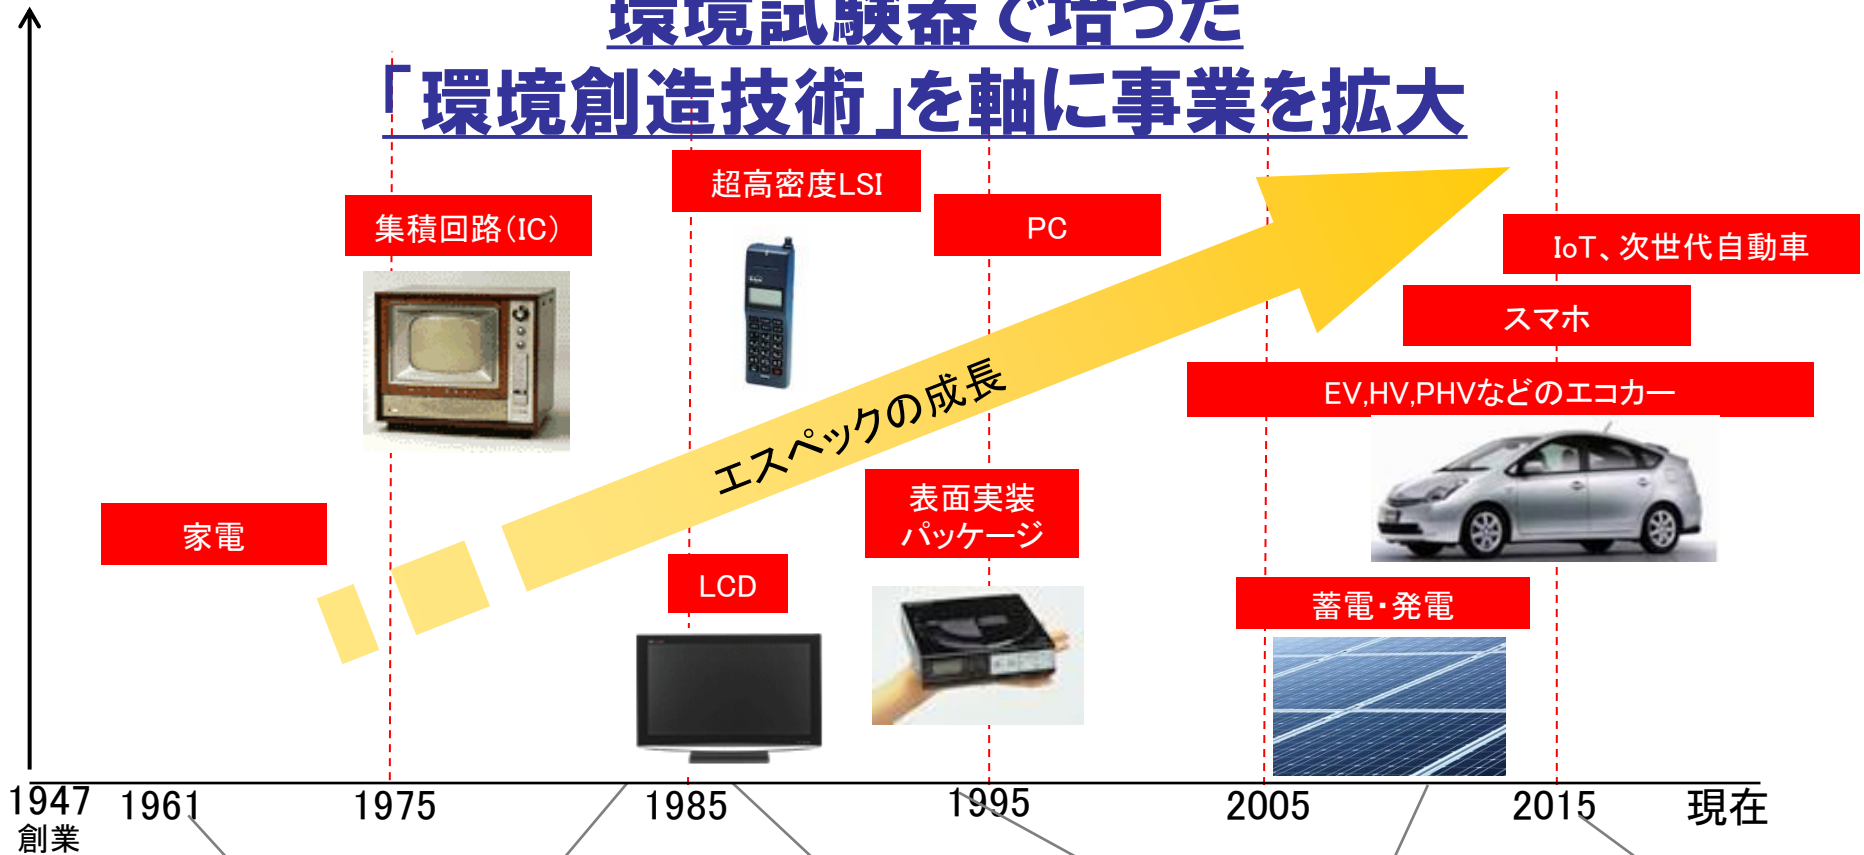 環境試験器で培った
「環境創造技術」を軸に事業を拡大
超高密度LSI
集積回路（IC）
PC
IoT、次世代自動車
スマホ
EV,HV,PHVなどのエコカー
エスペックの成長
表面実装
パッケージ
家電
LCD
蓄電・発電
1947
創業
1961
1975
1985
1995
2005
2015
現在